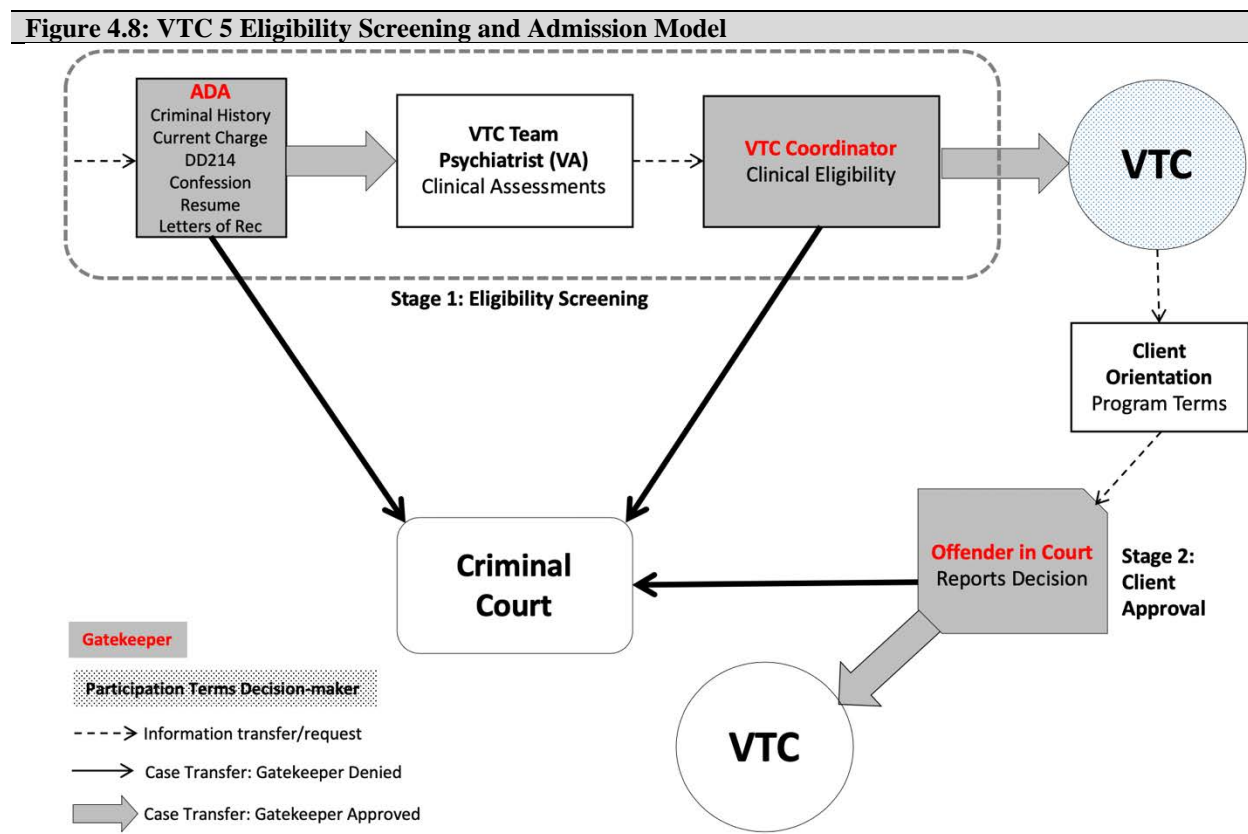 Figure 4.8: VTC 5 Eligibility Screening and Admission Model
ADA
Criminal History
Current Charge
DD214
Confession
Resume
Letters of Rec
VTC Team
Psychiatrist (VA)
Clinical Assessments
VTC Coordinator
Clinical Eligibility
VTC
Stage 1: Eligibility Screening
Client
Orientation
Program Terms
Criminal
Court
Offender in Court
Reports Decision
Stage 2:
Client
Approval
VTC
Gatekeeper
Participation Terms Decision-maker
Information transfer/request
Case Transfer: Gatekeeper Denied
Case Transfer: Gatekeeper Approved